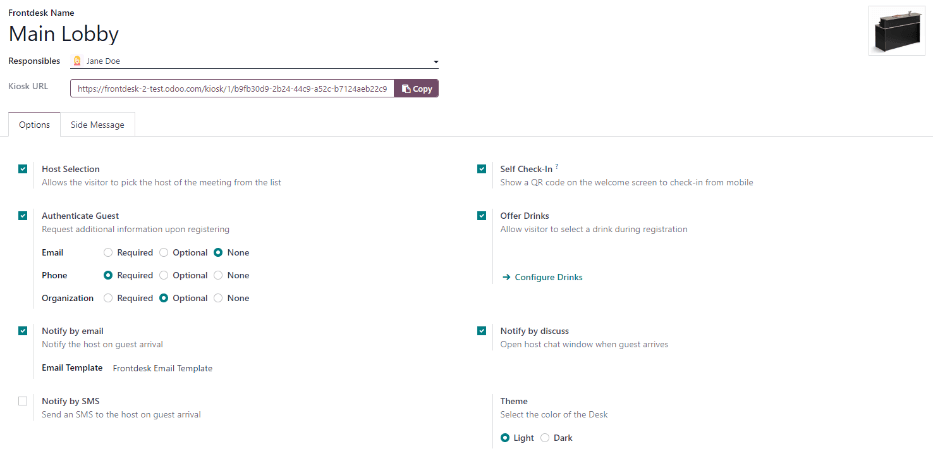 Frontdesk Name
Main Lobby
Responsibles Jane Doe
Kiosk URL https://frontdesk-2-test.odoo.com/kiosk/1/b9fb30d9-2b24-44c9-a52c-b7124aeb22c9 Copy
Options Side Message
Host Selection
Allows the visitor to pick the host of the meeting from the list
Self Check-In ?
Show a QR code on the welcome screen to check-in from mobile
Authenticate Guest
Request additional information upon registering
Email Required Optional None
Phone Required Optional None
Organization Required Optional None
Offer Drinks
Allow visitor to select a drink during registration
Configure Drinks
Notify by email
Notify the host on guest arrival
Email Template Frontdesk Email Template
Notify by discuss
Open host chat window when guest arrives
Notify by SMS
Send an SMS to the host on guest arrival
Theme
Select the color of the Desk
Light Dark